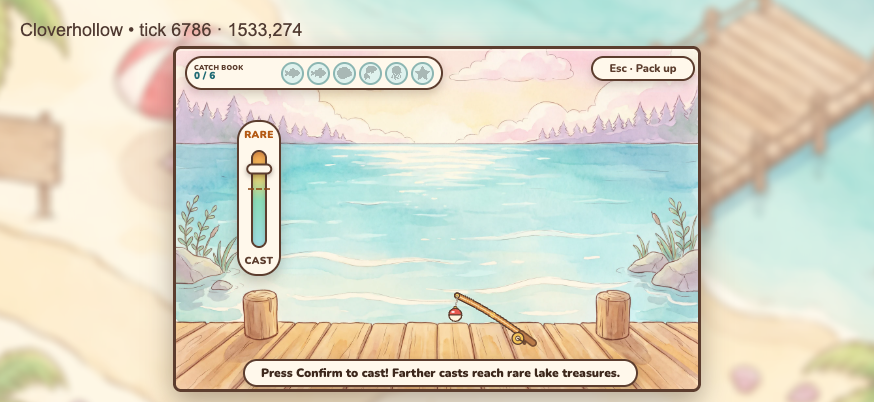 Cloverhollow • tick 6786 · 1533,274
CATCH BOOK
0 / 6
Esc · Pack up
RARE
CAST
Press Confirm to cast! Farther casts reach rare lake treasures.